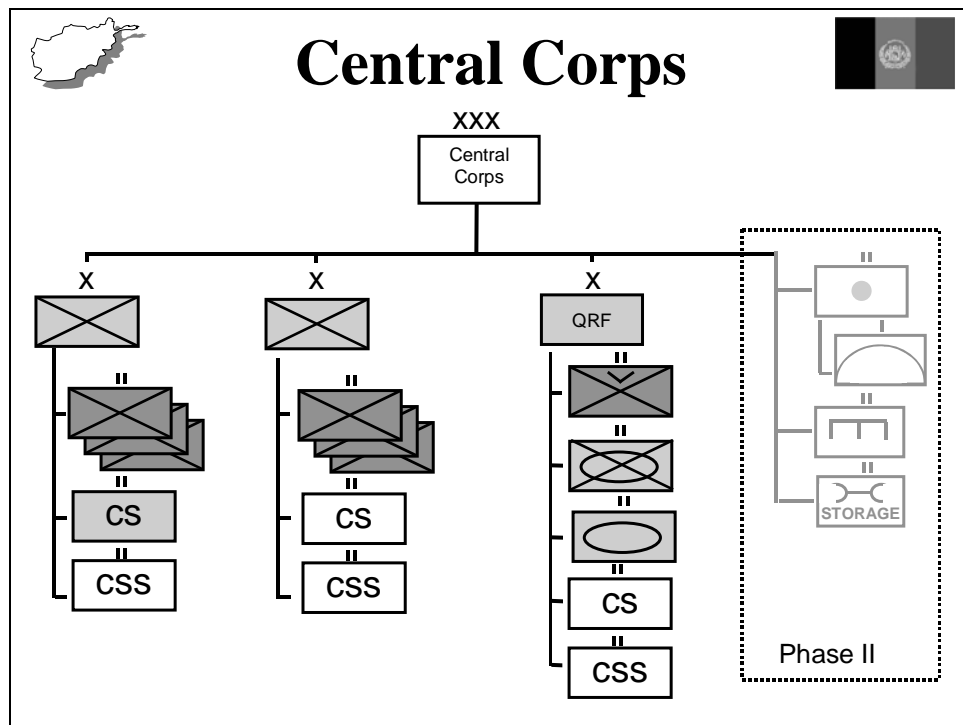 Central Corps
XXX
Central
Corps
X
X
X
QRF
II
II
II
II
II
II
II
II
II
II
CS
CSS
CS
CSS
CS
CSS
II
I
II
II
STORAGE
Phase II